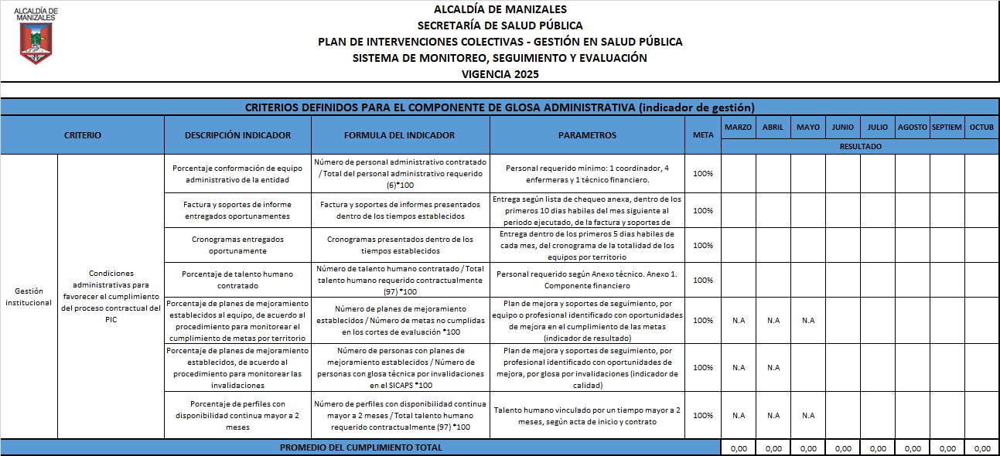 ALCALDÍA DE
MANIZALES
ALCALDÍA DE MANIZALES
SECRETARÍA DE SALUD PÚBLICA
PLAN DE INTERVENCIONES COLECTIVAS - GESTIÓN EN SALUD PÚBLICA
SISTEMA DE MONITOREO, SEGUIMIENTO Y EVALUACIÓN
VIGENCIA 2025
CRITERIOS DEFINIDOS PARA EL COMPONENTE DE GLOSA ADMINISTRATIVA (indicador de gestión)
CRITERIO
DESCRIPCIÓN INDICADOR
FORMULA DEL INDICADOR
PARAMETROS
META
MARZO
ABRIL
MAYO
JUNIO
JULIO
AGOSTO
SEPTIEM
OCTUB
RESULTADO
Gestión
institucional
Condiciones
administrativas para
favorecer el cumplimiento
del proceso contractual del
PIC
Porcentaje conformación de equipo
administrativo de la entidad
Número de personal administrativo contratado
/ Total del personal administrativo requerido
(6)*100
Personal requerido mínimo: 1 coordinador, 4
enfermeras y 1 técnico financiero.
100%
Factura y soportes de informe
entregados oportunamentes
Factura y soportes de informes presentados
dentro de los tiempos establecidos
Entrega según lista de chequeo anexa, dentro de los
primeros 10 dias habiles del mes siguiente al
periodo ejecutado, de la factura y soportes de
100%
Cronogramas entregados
oportunamente
Cronogramas presentados dentro de los
tiempos establecidos
Entrega dentro de los primeros 5 dias habiles de
cada mes, del cronograma de la totalidad de los
equipos por territorio
100%
Porcentaje de talento humano
contratado
Número de talento humano contratado / Total
talento humano requerido contractualmente
(97) *100
Personal requerido según Anexo técnico. Anexo 1.
Componente financiero
100%
Porcentaje de planes de mejoramiento
establecidos al equipo, de acuerdo al
procedimiento para monitorear el
cumplimiento de metas por territorio
Número de planes de mejoramiento
establecidos / Número de metas no cumplidas
en los cortes de evaluación *100
Plan de mejora y soportes de seguimiento, por
equipo o profesional identificado con oportunidades
de mejora en el cumplimiento de las metas
(indicador de resultado)
100%
N.A
N.A
N.A
Porcentaje de planes de mejoramiento
establecidos, de acuerdo al
procedimiento para monitorear las
invalidaciones
Número de personas con planes de
mejoramiento establecidos / Número de
personas con glosa técnica por invalidaciones
en el SICAPS *100
Plan de mejora y soportes de seguimiento, por
profesional identificado con oportunidades de
mejora, por glosa por invalidaciones (indicador de
calidad)
100%
N.A
N.A
Porcentaje de perfiles con
disponibilidad continua mayor a 2
meses
Número de perfiles con disponibilidad continua
mayor a 2 meses / Total talento humano
requerido contractualmente (97) *100
Talento humano vinculado por un tiempo mayor a 2
meses, según acta de inicio y contrato
100%
N.A
N.A
N.A
PROMEDIO DEL CUMPLIMIENTO TOTAL
0,00
0,00
0,00
0,00
0,00
0,00
0,00
0,00